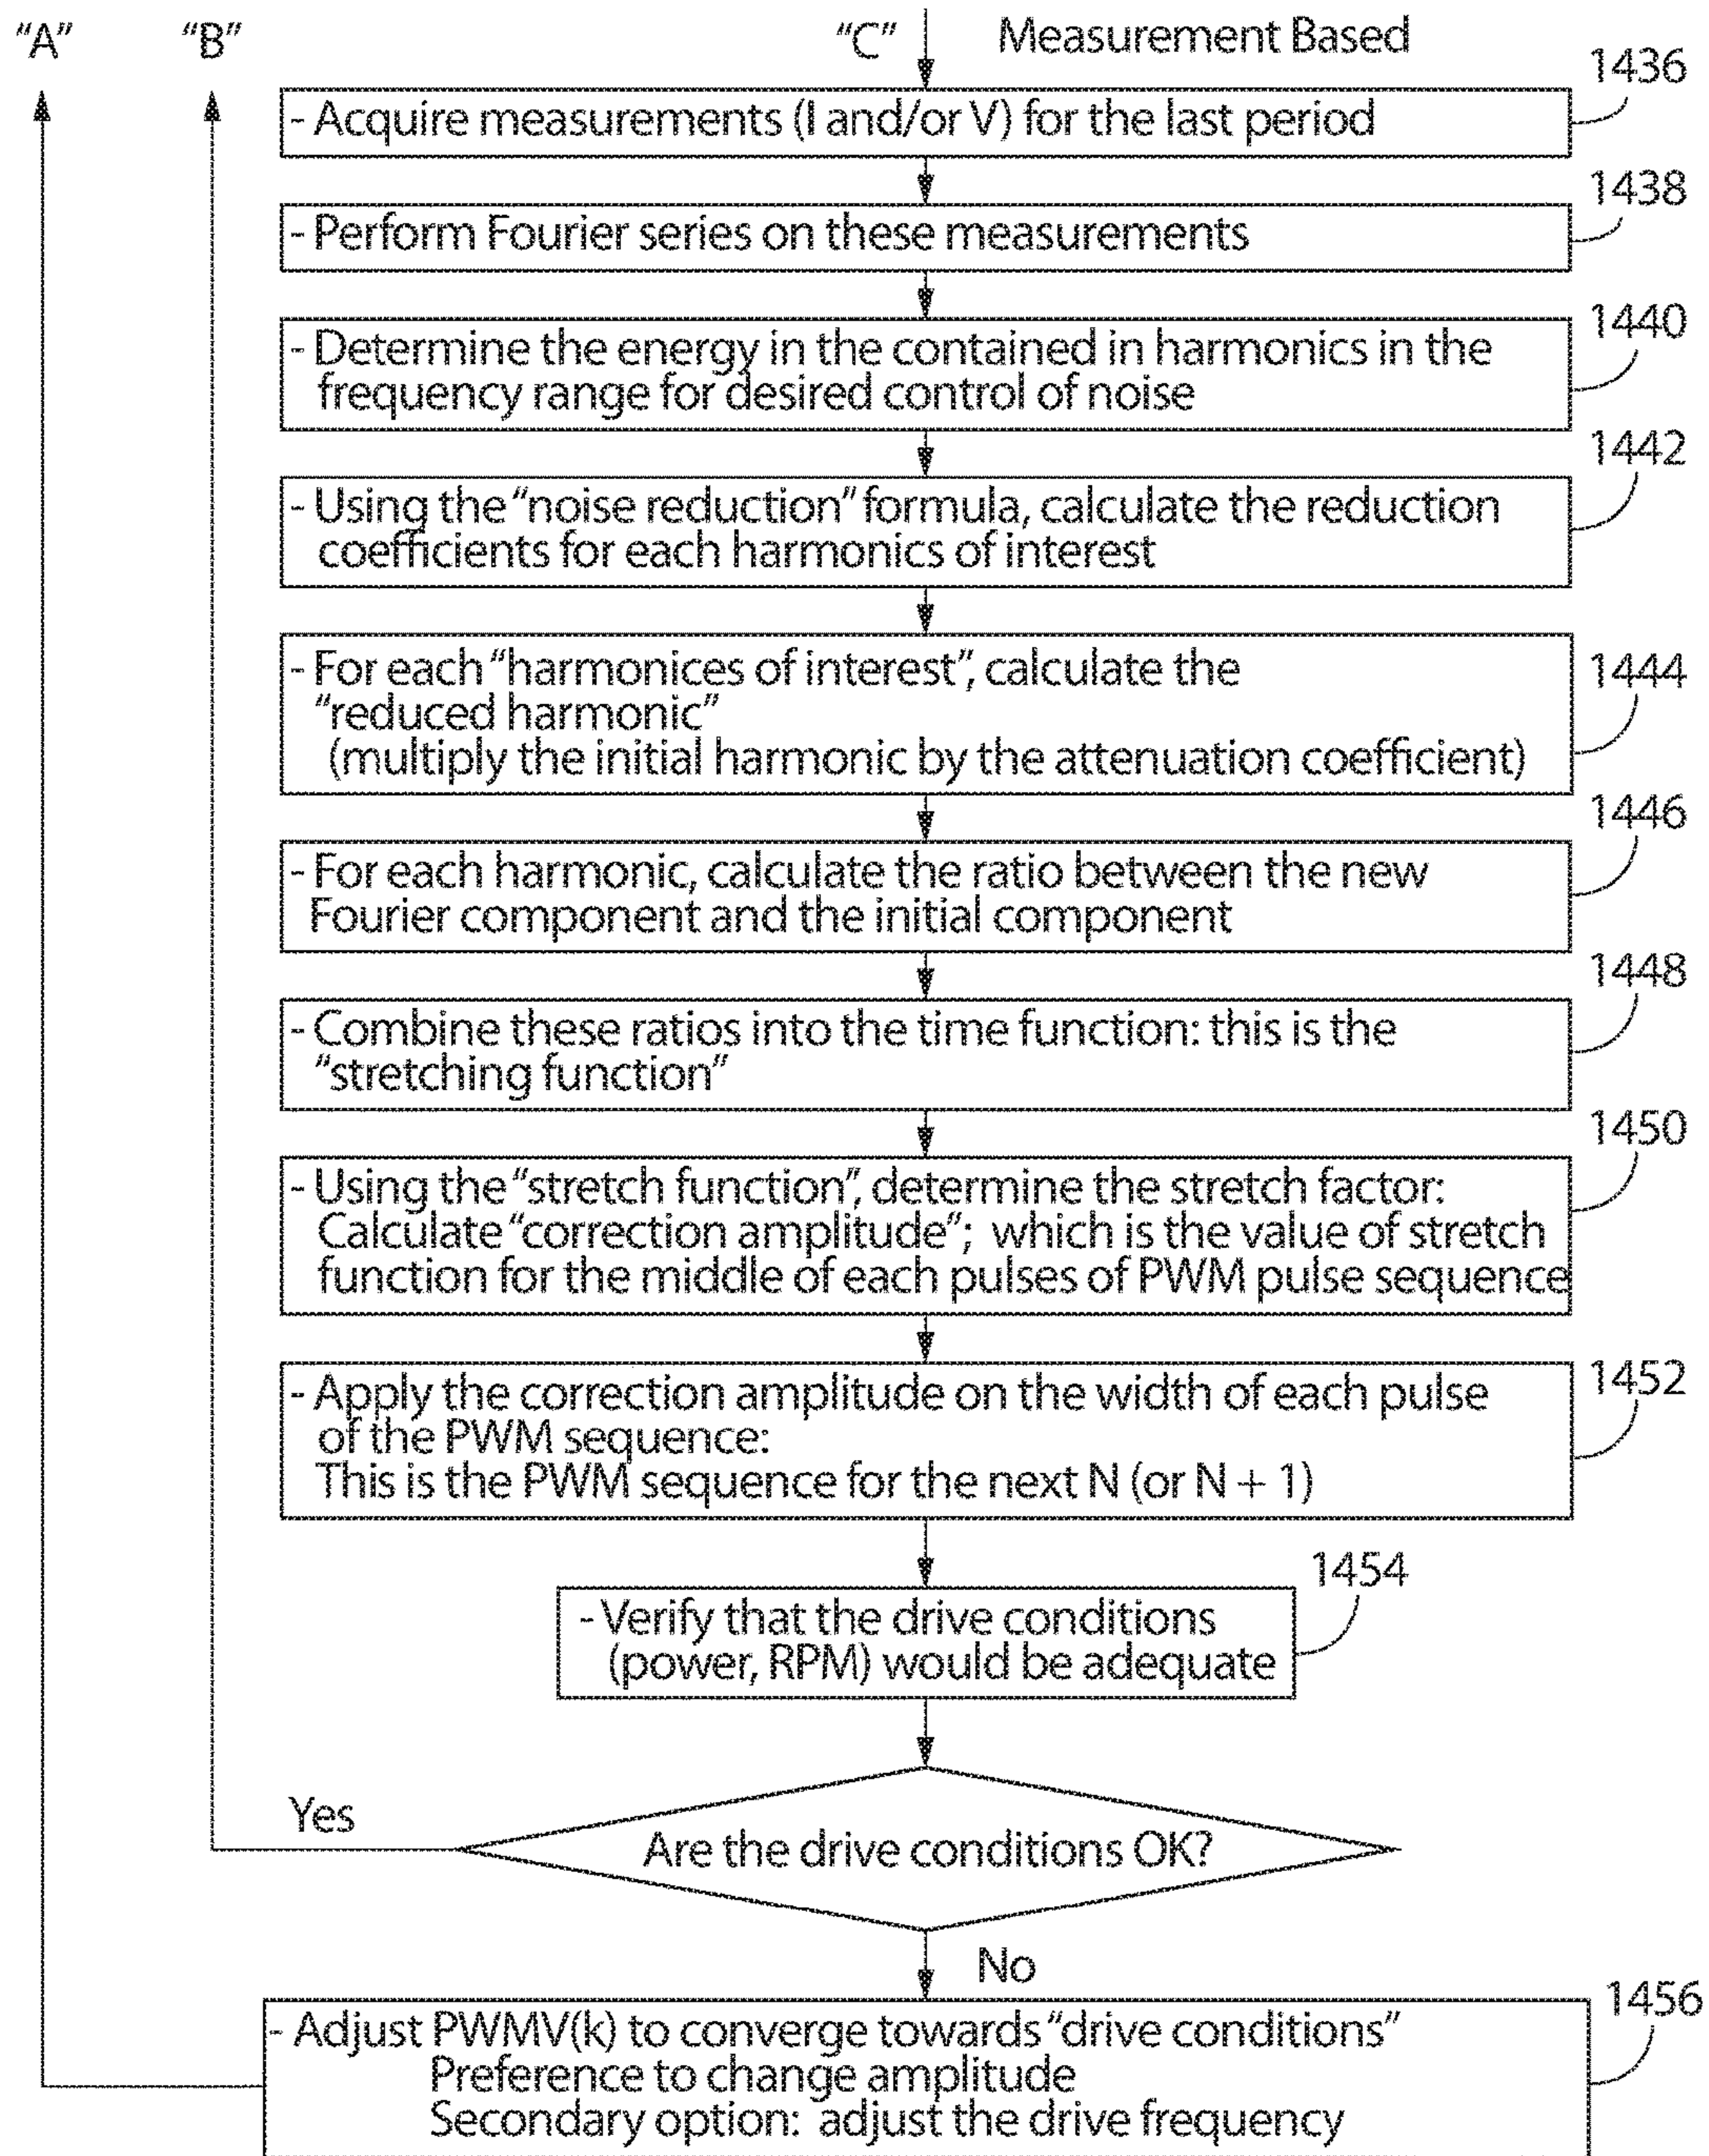 "A"
"B"
"C"
Measurement Based
1436
- Acquire measurements (I and/or V) for the last period
1438
- Perform Fourier series on these measurements
1440
- Determine the energy in the contained in harmonics in the
frequency range for desired control of noise
1442
- Using the "noise reduction" formula, calculate the reduction
coefficients for each harmonics of interest
1444
- For each "harmonices of interest", calculate the
"reduced harmonic"
(multiply the initial harmonic by the attenuation coefficient)
1446
- For each harmonic, calculate the ratio between the new
Fourier component and the initial component
1448
- Combine these ratios into the time function: this is the
"stretching function"
1450
- Using the "stretch function", determine the stretch factor:
Calculate "correction amplitude"; which is the value of stretch
function for the middle of each pulses of PWM pulse sequence
1452
- Apply the correction amplitude on the width of each pulse
of the PWM sequence:
This is the PWM sequence for the next N (or N + 1)
1454
- Verify that the drive conditions
(power, RPM) would be adequate
Yes
Are the drive conditions OK?
No
1456
- Adjust PWMV(k) to converge towards "drive conditions"
Preference to change amplitude
Secondary option: adjust the drive frequency